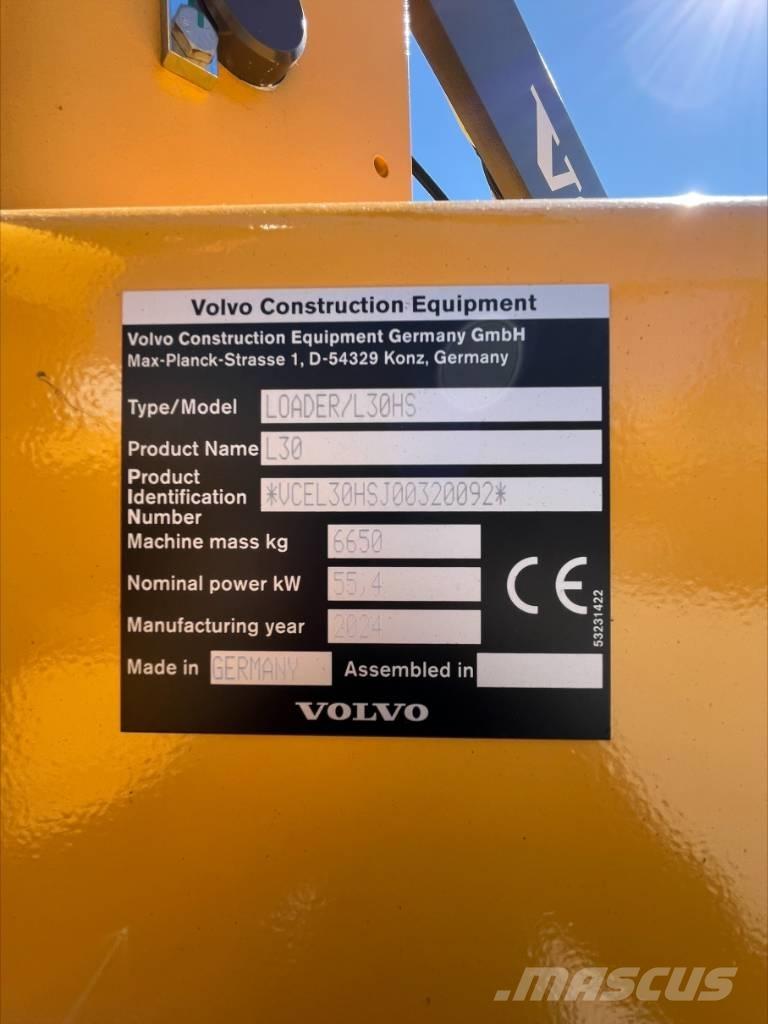 Volvo Construction Equipment
Volvo Construction Equipment Germany GmbH
Max-Planck-Strasse 1, D-54329 Konz, Germany
Type/Model LOADER/L30HS
Product Name L30
Product
Identification *VCEL30HSJ00320092*
Number
Machine mass kg 6650
Nominal power kW 55,4
Manufacturing year 2024
CE
53231422
Made in GERMANY Assembled in
VOLVO
MASCUS